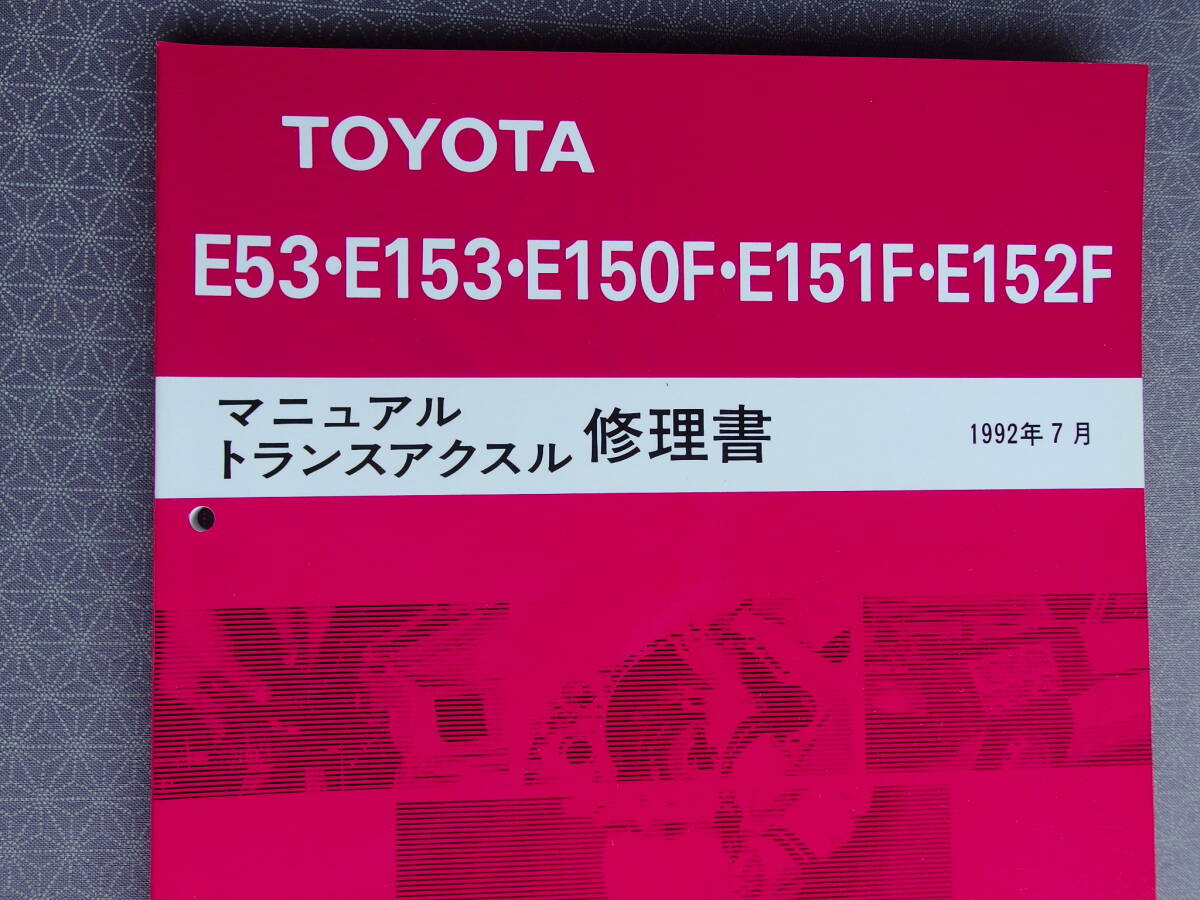 TOYOTA
E53・E153・E150F・E151F・E152F
マニュアル
トランスアクスル 修理書 1992年7月